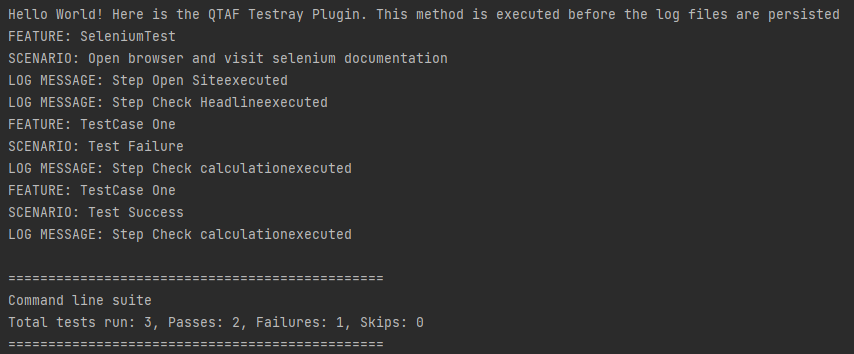 Hello World! Here is the QTAF Testray Plugin. This method is executed before the log files are persisted
FEATURE: SeleniumTest
SCENARIO: Open browser and visit selenium documentation
LOG MESSAGE: Step Open Siteexecuted
LOG MESSAGE: Step Check Headlineexecuted
FEATURE: TestCase One
SCENARIO: Test Failure
LOG MESSAGE: Step Check calculationexecuted
FEATURE: TestCase One
SCENARIO: Test Success
LOG MESSAGE: Step Check calculationexecuted
===============================================
Command line suite
Total tests run: 3, Passes: 2, Failures: 1, Skips: 0
===============================================